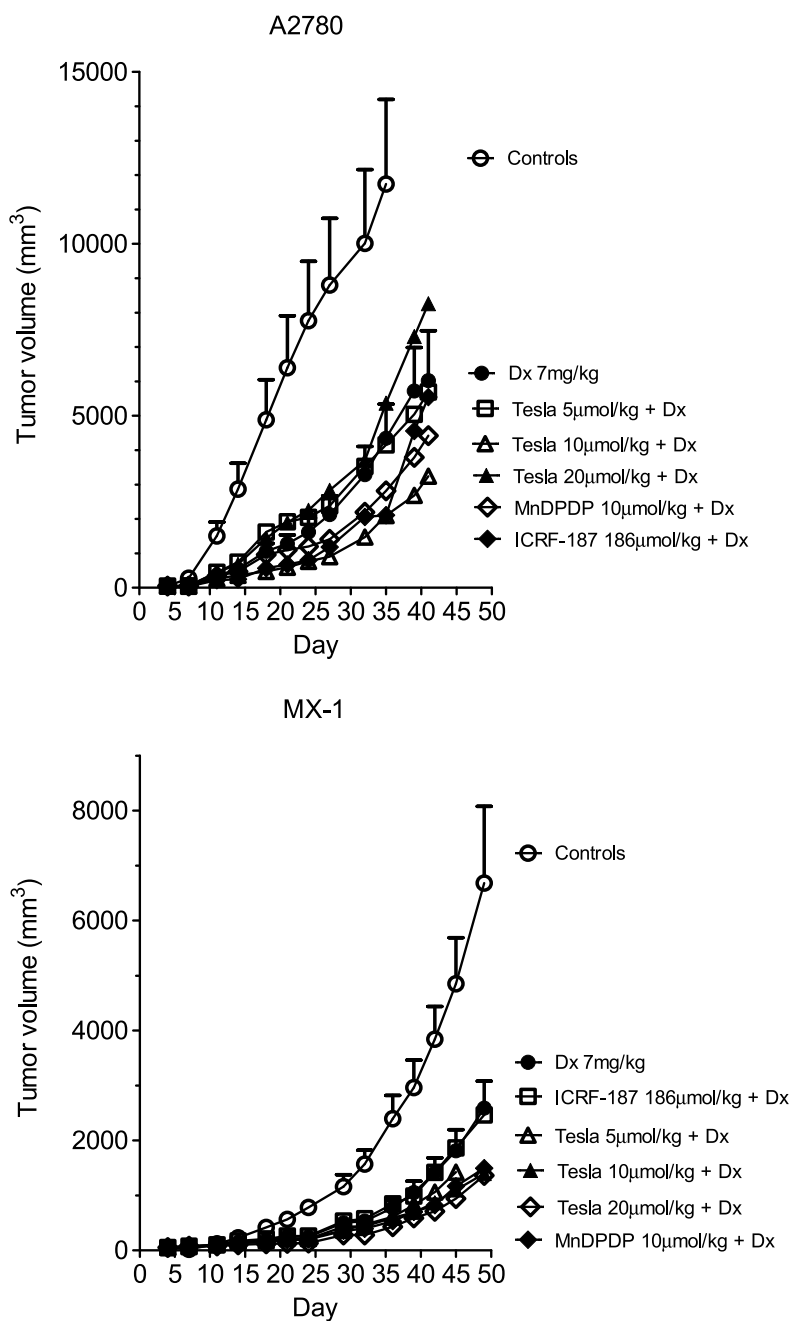 A2780
15000
10000
5000
0
Tumor volume (mm³)
0 5 10 15 20 25 30 35 40 45 50
Day
Controls
Dx 7mg/kg
Tesla 5μmol/kg + Dx
Tesla 10μmol/kg + Dx
Tesla 20μmol/kg + Dx
MnDPDP 10μmol/kg + Dx
ICRF-187 186μmol/kg + Dx
MX-1
8000
6000
4000
2000
0
Tumor volume (mm³)
0 5 10 15 20 25 30 35 40 45 50
Day
Controls
Dx 7mg/kg
ICRF-187 186μmol/kg + Dx
Tesla 5μmol/kg + Dx
Tesla 10μmol/kg + Dx
Tesla 20μmol/kg + Dx
MnDPDP 10μmol/kg + Dx